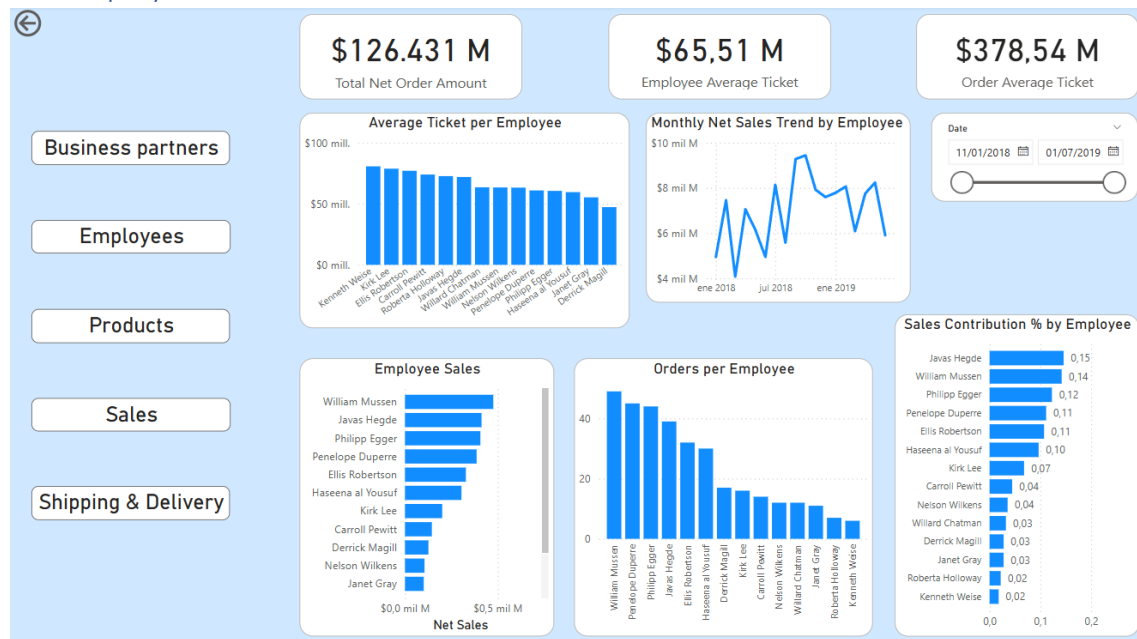 $126.431 M
Total Net Order Amount
$65,51 M
Employee Average Ticket
$378,54 M
Order Average Ticket
Business partners
Employees
Products
Sales
Shipping & Delivery
Average Ticket per Employee
$100 mill.
$50 mill.
$0 mill.
Kenneth Weise
Kirk Lee
Ellis Robertson
Carroll Pewitt
Roberta Holloway
Javas Hegde
Willard Chatman
William Mussen
Nelson Wilkens
Penelope Duperre
Philipp Egger
Haseena al Yousuf
Janet Gray
Derrick Magill
Monthly Net Sales Trend by Employee
$10 mil M
$8 mil M
$6 mil M
$4 mil M
ene 2018
jul 2018
ene 2019
Date
11/01/2018
01/07/2019
Employee Sales
William Mussen
Javas Hegde
Philipp Egger
Penelope Duperre
Ellis Robertson
Haseena al Yousuf
Kirk Lee
Carroll Pewitt
Derrick Magill
Nelson Wilkens
Janet Gray
$0,0 mil M
$0,5 mil M
Net Sales
Orders per Employee
40
20
0
William Mussen
Penelope Duperre
Philipp Egger
Javas Hegde
Ellis Robertson
Haseena al Yousuf
Derrick Magill
Kirk Lee
Carroll Pewitt
Nelson Wilkens
Willard Chatman
Janet Gray
Roberta Holloway
Kenneth Weise
Sales Contribution % by Employee
Javas Hegde 0,15
William Mussen 0,14
Philipp Egger 0,12
Penelope Duperre 0,11
Ellis Robertson 0,11
Haseena al Yousuf 0,10
Kirk Lee 0,07
Carroll Pewitt 0,04
Nelson Wilkens 0,04
Willard Chatman 0,03
Derrick Magill 0,03
Janet Gray 0,03
Roberta Holloway 0,02
Kenneth Weise 0,02
0,0
0,1
0,2